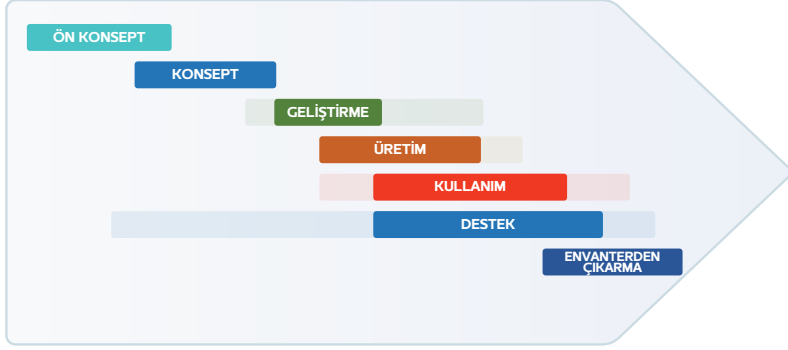 ÖN KONSEPT
KONSEPT
GELİŞTİRME
ÜRETİM
KULLANIM
DESTEK
ENVANTERDEN
ÇIKARMA